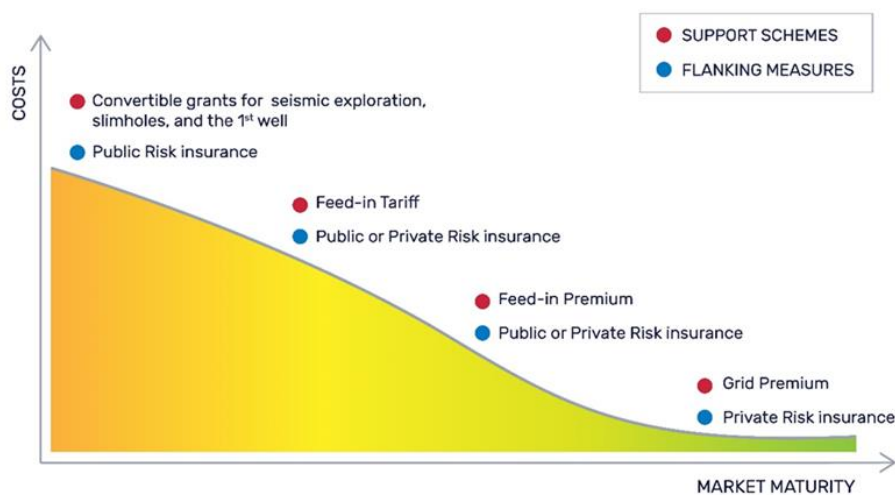 SUPPORT SCHEMES
FLANKING MEASURES
COSTS
Convertible grants for seismic exploration,
slimholes, and the 1st well
Public Risk insurance
Feed-in Tariff
Public or Private Risk insurance
Feed-in Premium
Public or Private Risk insurance
Grid Premium
Private Risk insurance
MARKET MATURITY